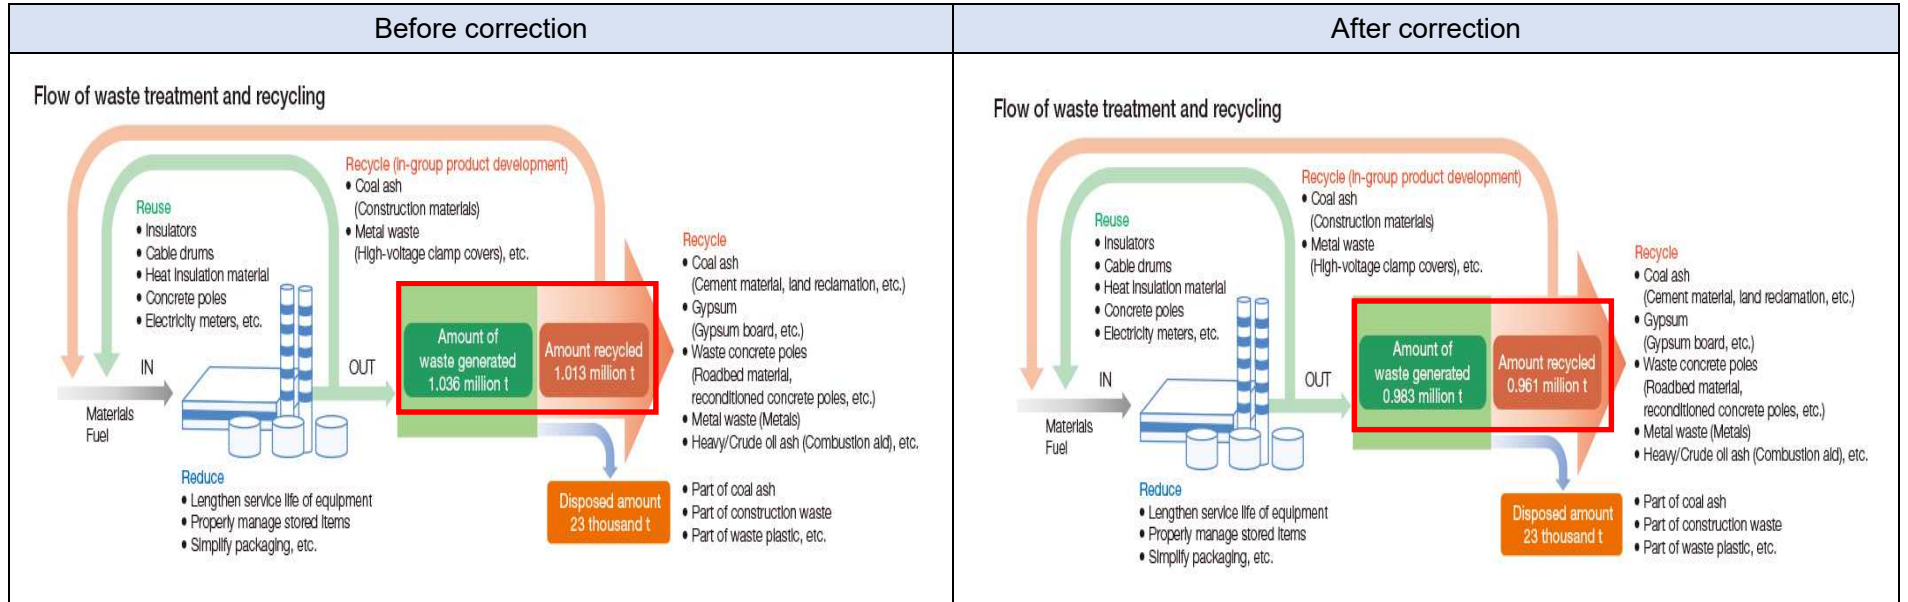 Before correction
After correction
Flow of waste treatment and recycling
Recycle (in-group product development)
• Coal ash
(Construction materials)
• Metal waste
(High-voltage clamp covers), etc.
Reuse
• Insulators
• Cable drums
• Heat insulation material
• Concrete poles
• Electricity meters, etc.
Recycle
• Coal ash
(Cement material, land reclamation, etc.)
• Gypsum
(Gypsum board, etc.)
• Waste concrete poles
(Roadbed material,
reconditioned concrete poles, etc.)
• Metal waste (Metals)
• Heavy/Crude oil ash (Combustion aid), etc.
Amount of
waste generated
1.036 million t
Amount recycled
1.013 million t
IN
OUT
Materials
Fuel
Reduce
• Lengthen service life of equipment
• Properly manage stored items
• Simplify packaging, etc.
Disposed amount
23 thousand t
• Part of coal ash
• Part of construction waste
• Part of waste plastic, etc.
Flow of waste treatment and recycling
Recycle (in-group product development)
• Coal ash
(Construction materials)
• Metal waste
(High-voltage clamp covers), etc.
Reuse
• Insulators
• Cable drums
• Heat insulation material
• Concrete poles
• Electricity meters, etc.
Recycle
• Coal ash
(Cement material, land reclamation, etc.)
• Gypsum
(Gypsum board, etc.)
• Waste concrete poles
(Roadbed material,
reconditioned concrete poles, etc.)
• Metal waste (Metals)
• Heavy/Crude oil ash (Combustion aid), etc.
Amount of
waste generated
0.983 million t
Amount recycled
0.961 million t
IN
OUT
Materials
Fuel
Reduce
• Lengthen service life of equipment
• Properly manage stored items
• Simplify packaging, etc.
Disposed amount
23 thousand t
• Part of coal ash
• Part of construction waste
• Part of waste plastic, etc.